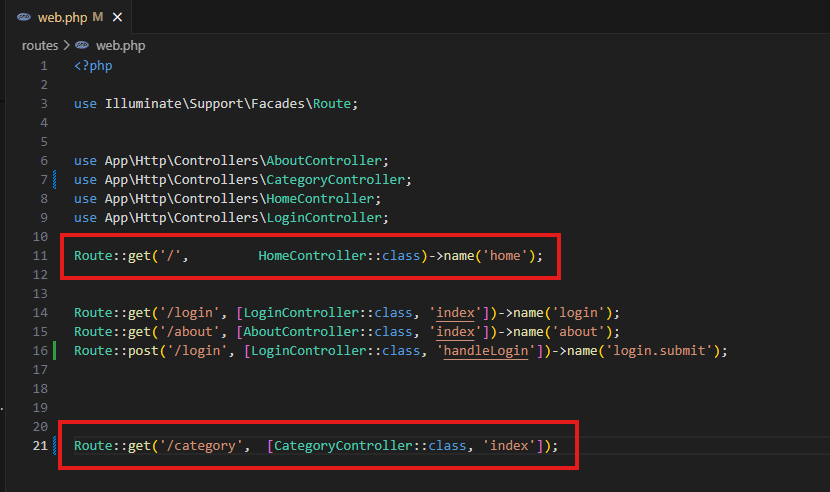 web.php M
routes > web.php
1 <?php
2
3 use Illuminate\Support\Facades\Route;
4
5
6 use App\Http\Controllers\AboutController;
7 use App\Http\Controllers\CategoryController;
8 use App\Http\Controllers\HomeController;
9 use App\Http\Controllers\LoginController;
10
11 Route::get('/',         HomeController::class)->name('home');
12
13
14 Route::get('/login', [LoginController::class, 'index'])->name('login');
15 Route::get('/about', [AboutController::class, 'index'])->name('about');
16 Route::post('/login', [LoginController::class, 'handleLogin'])->name('login.submit');
17
18
19
20
21 Route::get('/category',  [CategoryController::class, 'index']);